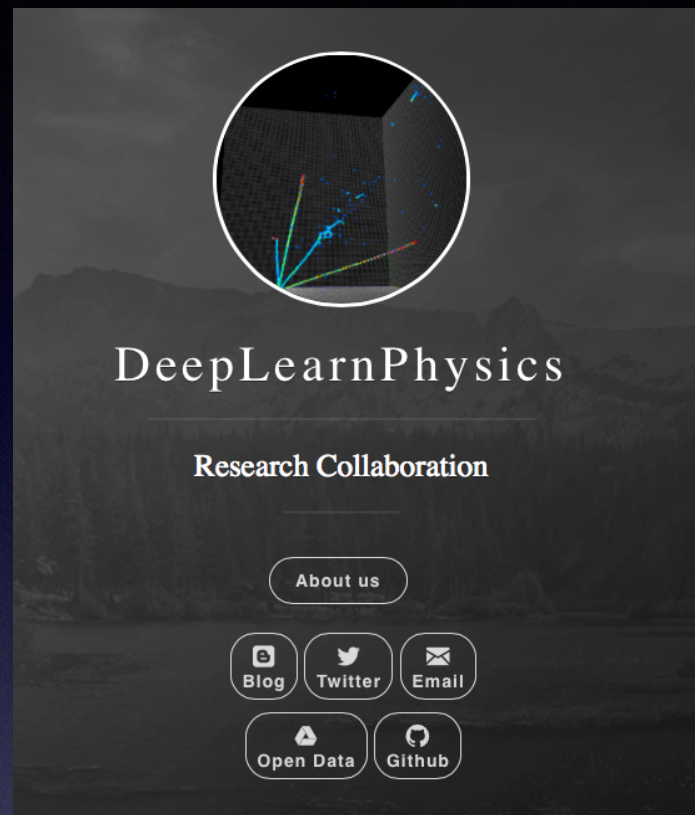 DeepLearnPhysics
Research Collaboration
About us
Blog Twitter Email
Open Data Github